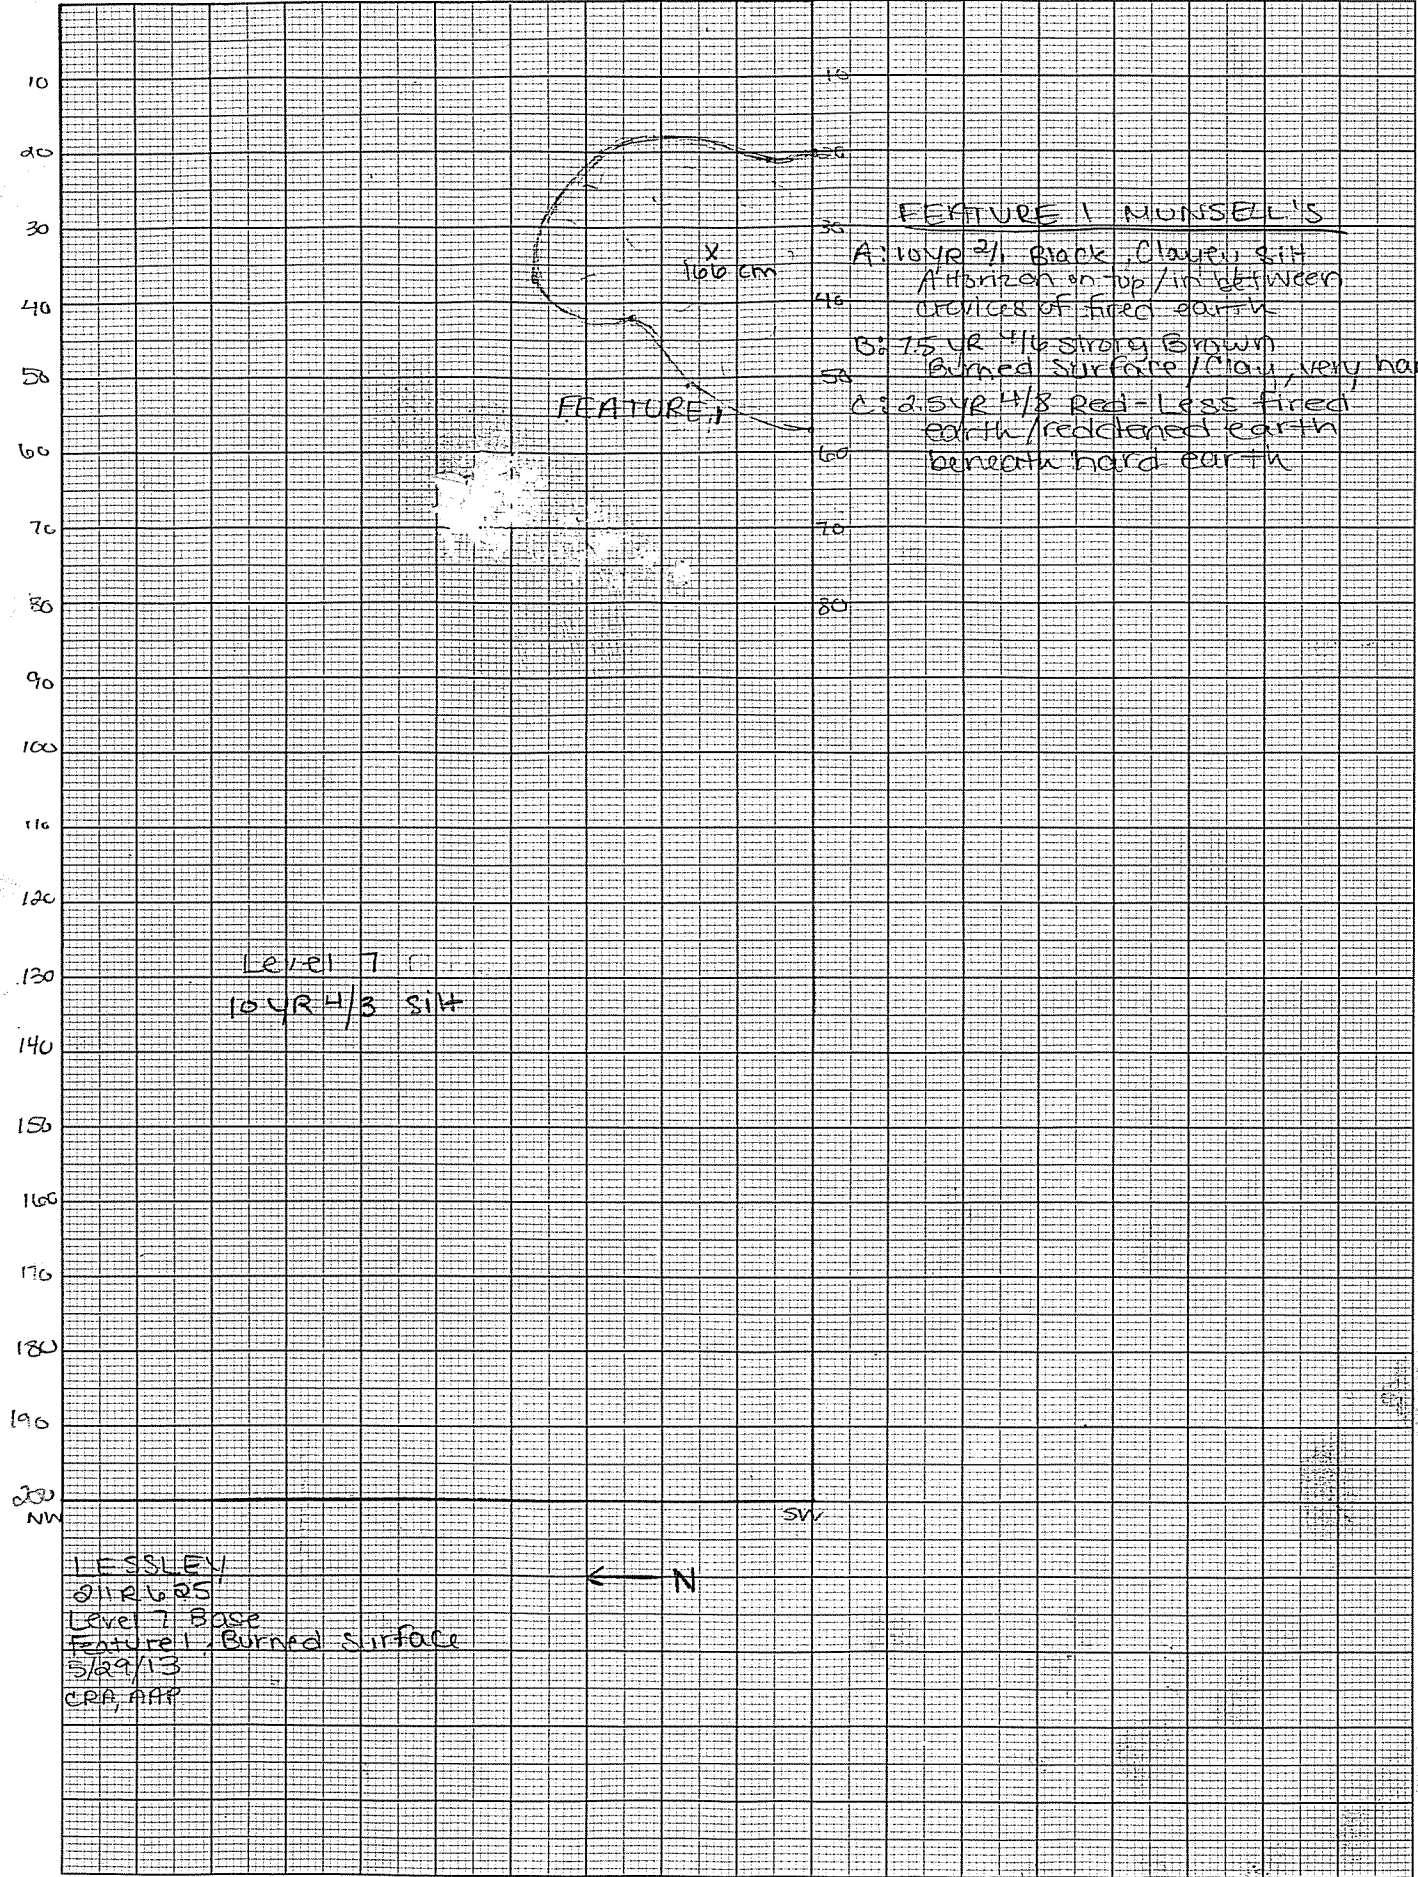 10
20
30
40
50
60
70
80
90
100
110
120
130
140
150
160
170
180
190
200
NW
10
20
30
40
50
60
70
80
SW
X
166 cm
FEATURE 1
FEATURE 1 MUNSELL'S
A: 10YR 2/1 Black, Clayey Silt
A Horizon on top/in between
crevices of fired earth
B: 7.5 YR 4/6 Strong Brown
Burned Surface/Clay, very ha
C: 2.5YR 4/8 Red - Less fired
earth/reddened earth
beneath hard earth
Level 7
10 YR 4/3 Silt
← N
LESSLEY
Level 7 Base
Feature 1: Burned Surface
5/29/13
CRA, AAP